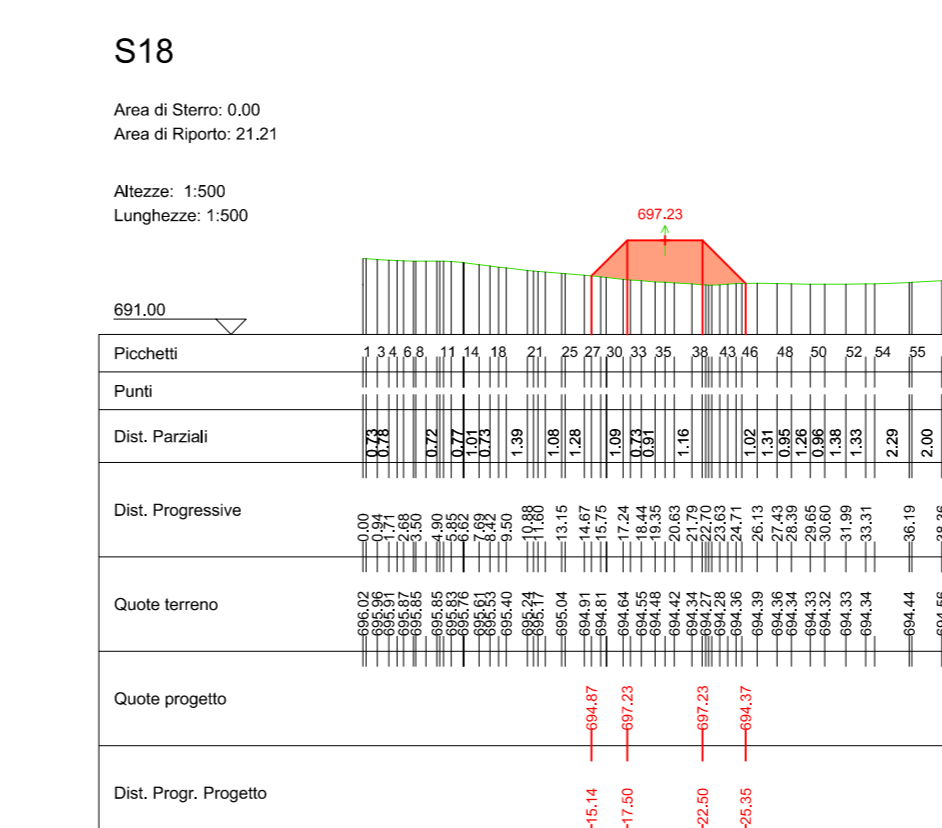 S18
Area di Sterro: 0.00
Area di Riporto: 21.21
Altezze: 1:500
Lunghezze: 1:500
697.23
691.00
Picchetti 1 3 4 6 8 11 14 18 21 25 27 30 33 35 38 43 46 48 50 52 54 55
Punti
Dist. Parziali 0.73 0.78 0.72 0.77 1.01 0.73 1.39 1.08 1.28 1.09 0.73 0.91 1.16 1.02 1.31 0.95 1.26 0.96 1.38 1.33 2.29 2.00
Dist. Progressive 0.00 0.94 1.71 2.68 3.50 4.90 5.85 6.62 7.69 8.42 9.50 10.88 11.60 13.15 14.67 15.75 17.24 18.44 19.35 20.63 21.79 22.70 23.63 24.71 26.13 27.43 28.39 29.65 30.60 31.99 33.31 36.19
Quote terreno 696.02 695.96 695.91 695.87 695.85 695.85 695.83 695.76 695.61 695.53 695.40 695.24 695.17 695.04 694.91 694.81 694.64 694.55 694.48 694.42 694.34 694.27 694.28 694.36 694.39 694.36 694.34 694.33 694.32 694.33 694.34 694.44
Quote progetto 694.87 697.23 697.23 694.37
Dist. Progr. Progetto 15.14 17.50 22.50 25.35